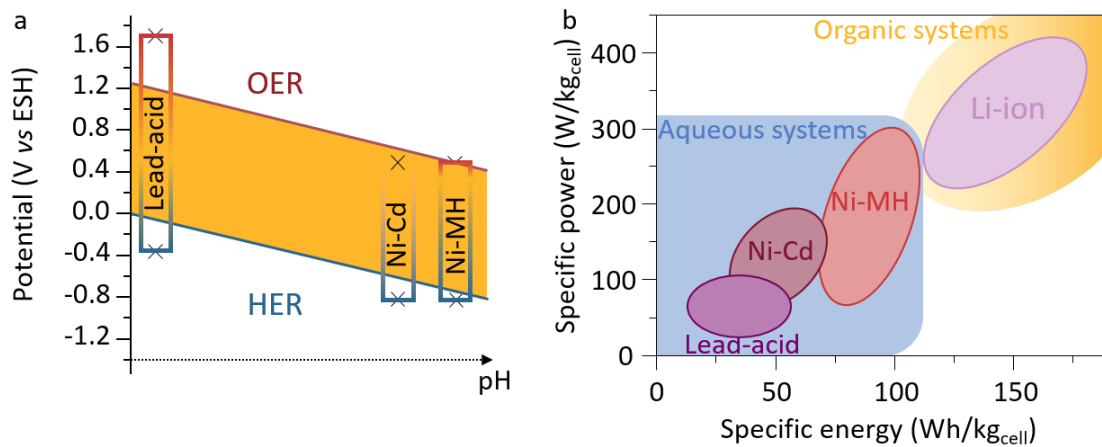 a
Potential (V vs ESH)
1.6
1.2
0.8
0.4
0.0
-0.4
-0.8
-1.2
OER
HER
Lead-acid
Ni-Cd
Ni-MH
pH
b
Specific power (W/kgcell)
400
300
200
100
0
Organic systems
Li-ion
Aqueous systems
Ni-MH
Ni-Cd
Lead-acid
0
50
100
150
Specific energy (Wh/kgcell)